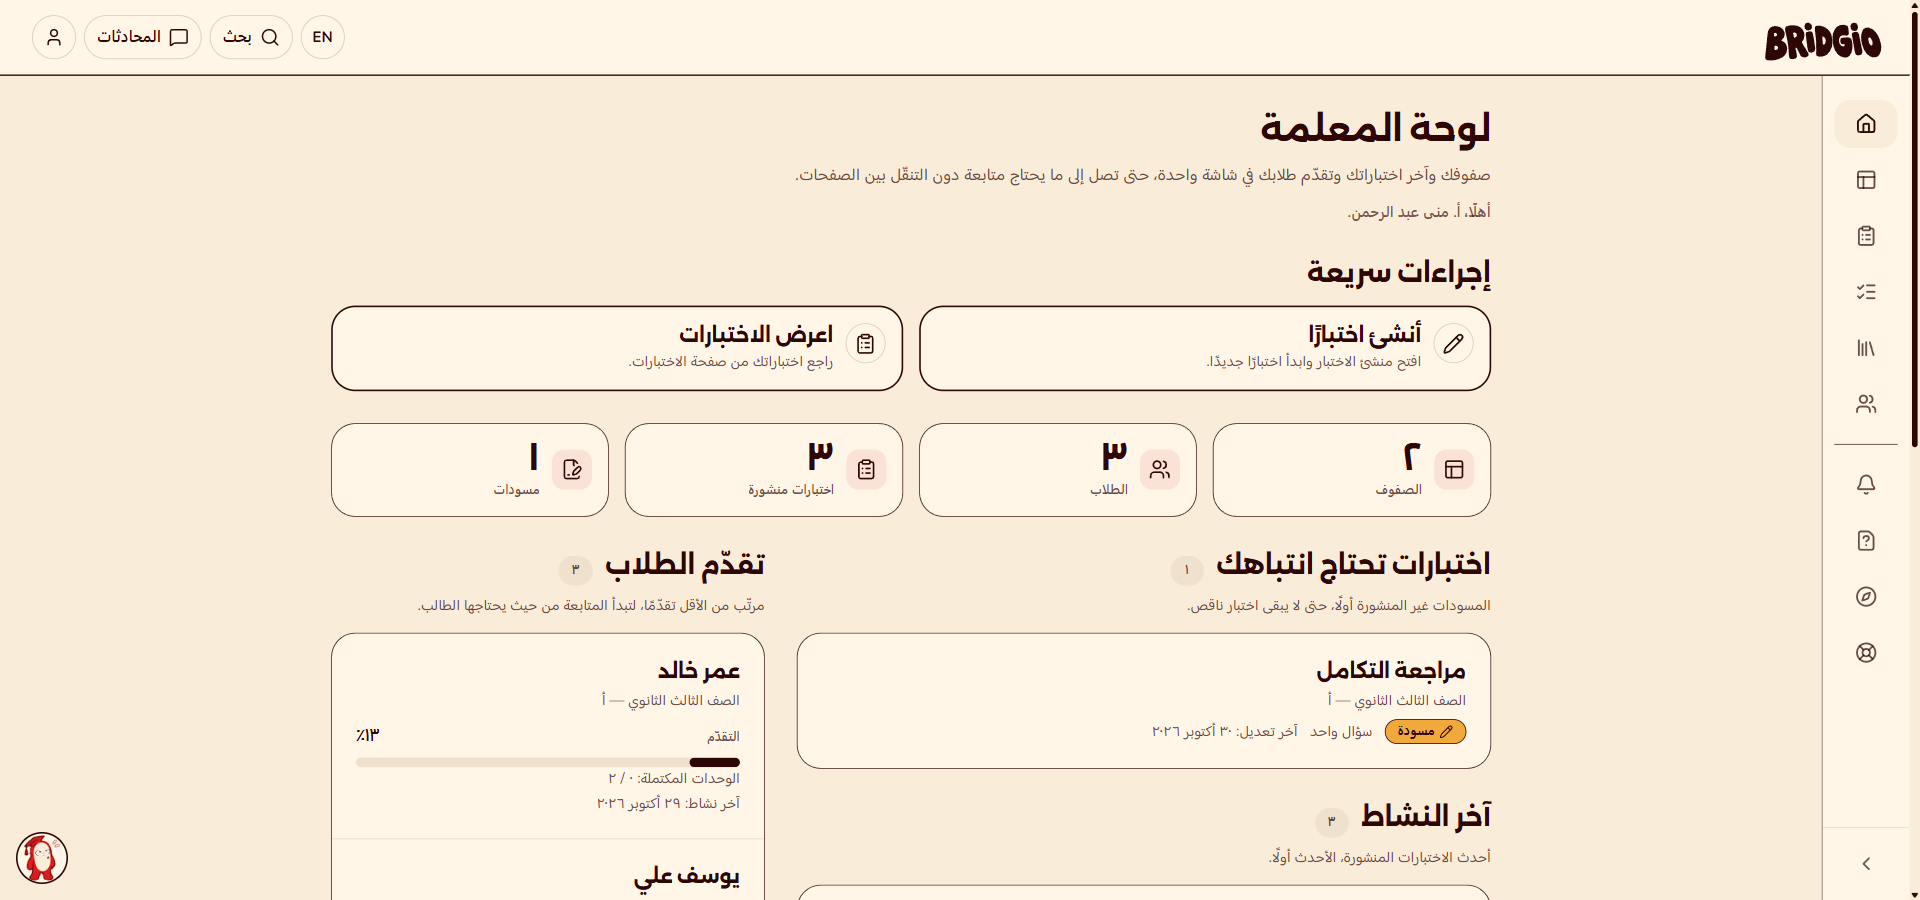 BRiDGiO
EN
بحث
المحادثات
لوحة المعلمة
صفوفك وآخر اختباراتك وتقدّم طلابك في شاشة واحدة، حتى تصل إلى ما يحتاج متابعة دون التنقّل بين الصفحات.
أهلًا، أ. منى عبد الرحمن.
إجراءات سريعة
أنشئ اختبارًا
افتح منشئ الاختبار وابدأ اختبارًا جديدًا.
اعرض الاختبارات
راجع اختباراتك من صفحة الاختبارات.
٢
الصفوف
٣
الطلاب
٣
اختبارات منشورة
١
مسودات
اختبارات تحتاج انتباهك ١
المسودات غير المنشورة أولًا، حتى لا يبقى اختبار ناقص.
مراجعة التكامل
الصف الثالث الثانوي — أ
مسودة سؤال واحد آخر تعديل: ٣٠ أكتوبر ٢٠٢٦
آخر النشاط ٣
أحدث الاختبارات المنشورة، الأحدث أولًا.
تقدّم الطلاب ٣
مرتّب من الأقل تقدّمًا، لتبدأ المتابعة من حيث يحتاجها الطالب.
عمر خالد
الصف الثالث الثانوي — أ
التقدّم ١٣٪
الوحدات المكتملة: ٠ / ٢
آخر نشاط: ٢٩ أكتوبر ٢٠٢٦
يوسف علي